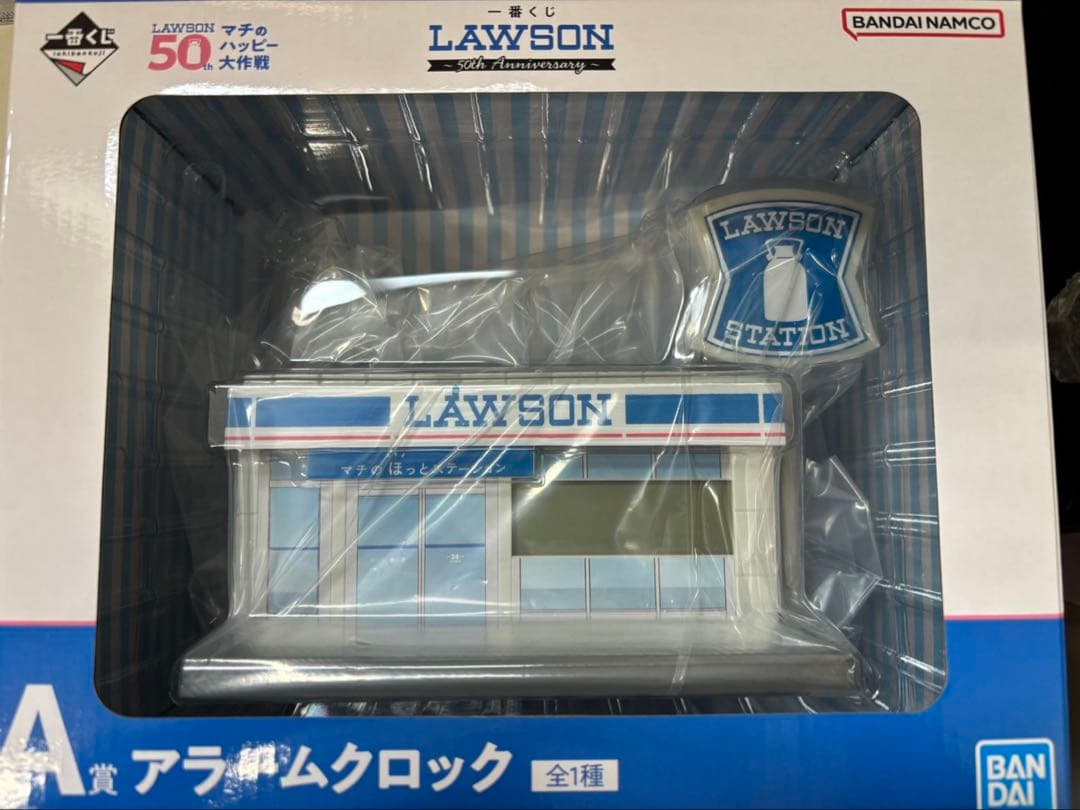 一番くじ
ichibankuji
LAWSON
50th
マチの
ハッピー
大作戦
一番くじ
LAWSON
~ 50th Anniversary ~
BANDAI NAMCO
LAWSON
STATION
LAWSON
マチの ほっとステーション
A賞 アラームクロック 全1種
BAN
DAI